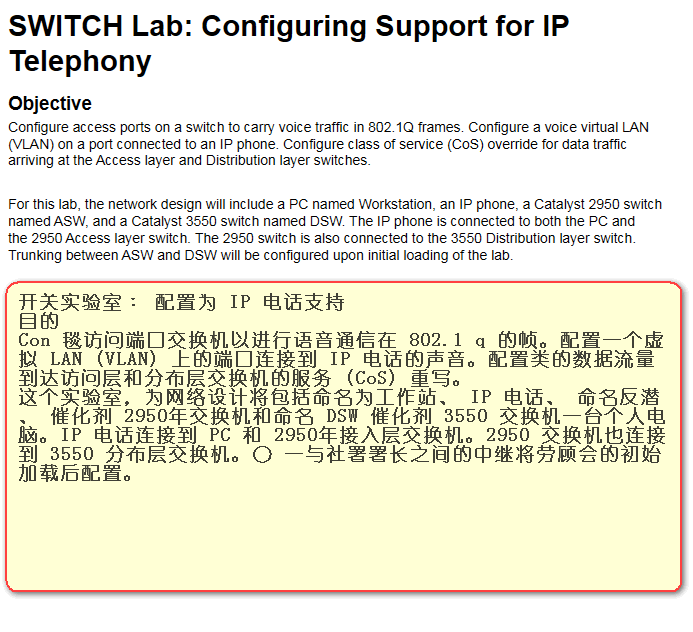 SWITCH Lab: Configuring Support for IP
Telephony
Objective
Configure access ports on a switch to carry voice traffic in 802.1Q frames. Configure a voice virtual LAN
(VLAN) on a port connected to an IP phone. Configure class of service (CoS) override for data traffic
arriving at the Access layer and Distribution layer switches.
For this lab, the network design will include a PC named Workstation, an IP phone, a Catalyst 2950 switch
named ASW, and a Catalyst 3550 switch named DSW. The IP phone is connected to both the PC and
the 2950 Access layer switch. The 2950 switch is also connected to the 3550 Distribution layer switch.
Trunking between ASW and DSW will be configured upon initial loading of the lab.
开关实验室： 配置为 IP 电话支持
目的
Con 毯访问端口交换机以进行语音通信在 802.1 q 的帧。配置一个虚
拟 LAN (VLAN) 上的端口连接到 IP 电话的声音。配置类的数据流量
到达访问层和分布层交换机的服务 (CoS) 重写。
这个实验室，为网络设计将包括命名为工作站、 IP 电话、 命名反潜
、 催化剂 2950年交换机和命名 DSW 催化剂 3550 交换机一台个人电
脑。IP 电话连接到 PC 和 2950年接入层交换机。2950 交换机也连接
到 3550 分布层交换机。〇 一与社署署长之间的中继将劳顾会的初始
加载后配置。